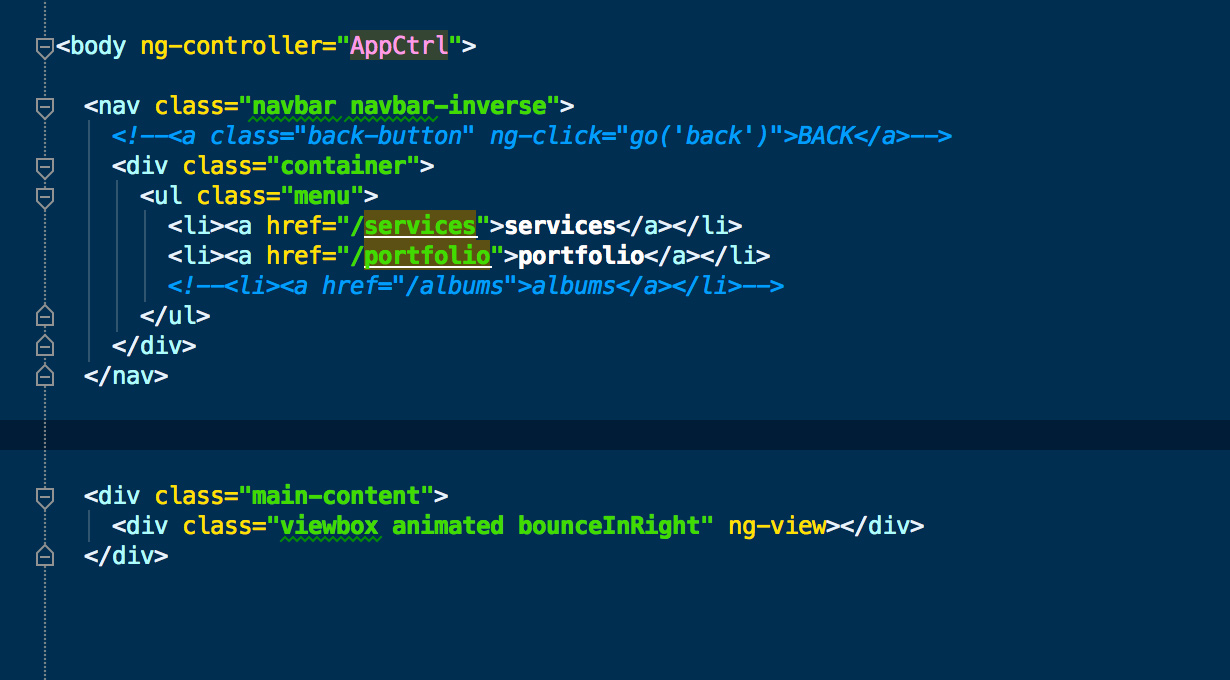 <body ng-controller="AppCtrl">
<nav class="navbar navbar-inverse">
<!--<a class="back-button" ng-click="go('back')">BACK</a>-->
<div class="container">
<ul class="menu">
<li><a href="/services">services</a></li>
<li><a href="/portfolio">portfolio</a></li>
<!--<li><a href="/albums">albums</a></li>-->
</ul>
</div>
</nav>
<div class="main-content">
<div class="viewbox animated bounceInRight" ng-view></div>
</div>